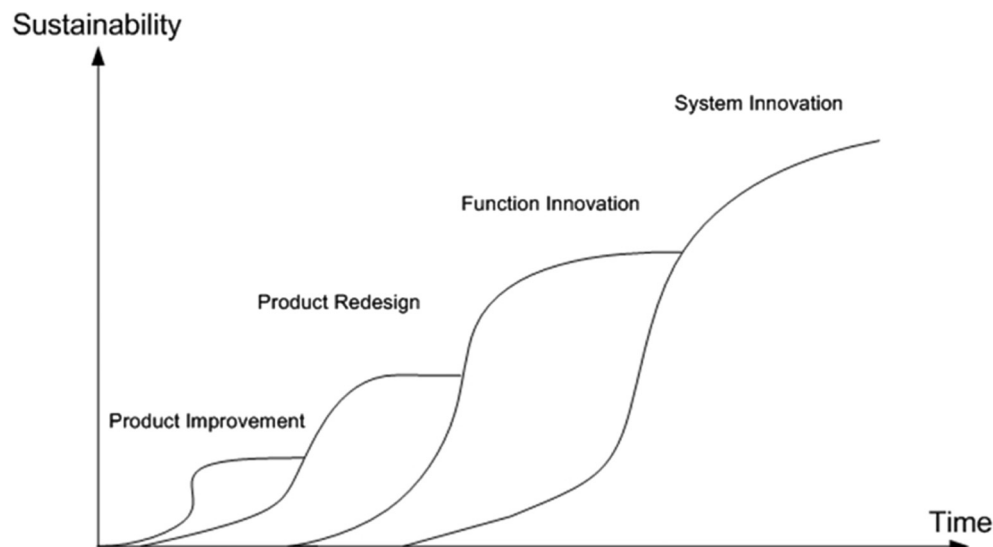 Sustainability
System Innovation
Function Innovation
Product Redesign
Product Improvement
Time